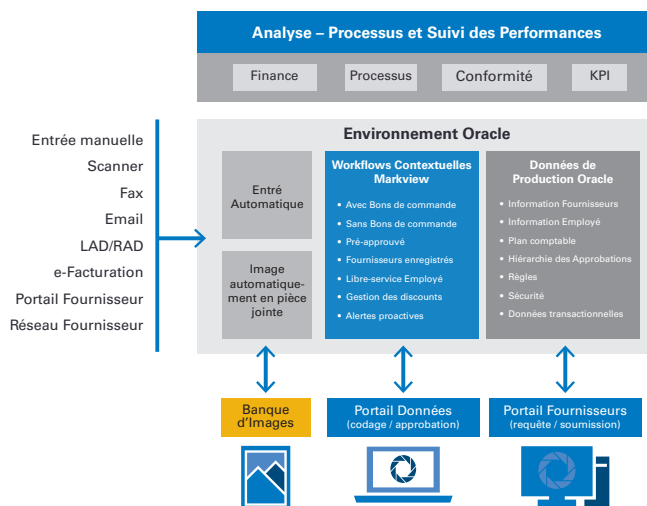 Analyse – Processus et Suivi des Performances
Finance
Processus
Conformité
KPI
Entrée manuelle
Scanner
Fax
Email
LAD/RAD
e-Facturation
Portail Fournisseur
Réseau Fournisseur
Environnement Oracle
Entré
Automatique
Image
automatique-
ment en pièce
jointe
Workflows Contextuelles
Markview
• Avec Bons de commande
• Sans Bons de commande
• Pré-approuvé
• Fournisseurs enregistrés
• Libre-service Employé
• Gestion des discounts
• Alertes proactives
Données de
Production Oracle
• Information Fournisseurs
• Information Employé
• Plan comptable
• Hiérarchie des Approbations
• Règles
• Sécurité
• Données transactionnelles
Banque
d’Images
Portail Données
(codage / approbation)
Portail Fournisseurs
(requête / soumission)